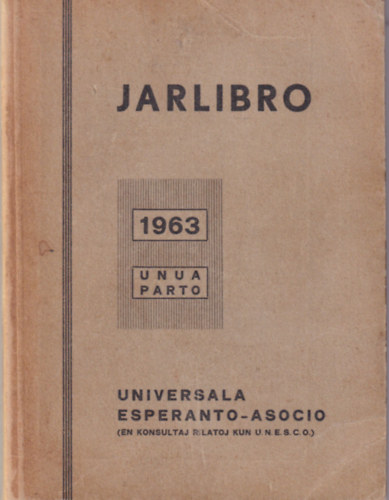 JARLIBRO
1963
UNUA
PARTO
UNIVERSALA
ESPERANTO-ASOCIO
(EN KONSULTAJ RILATOJ KUN U.N.E.S.C.O.)